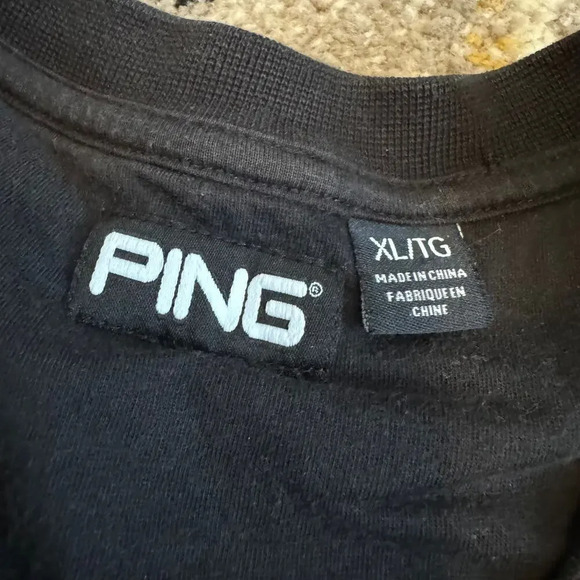 PING®
XL/TG
MADE IN CHINA
FABRIQUE EN
CHINE